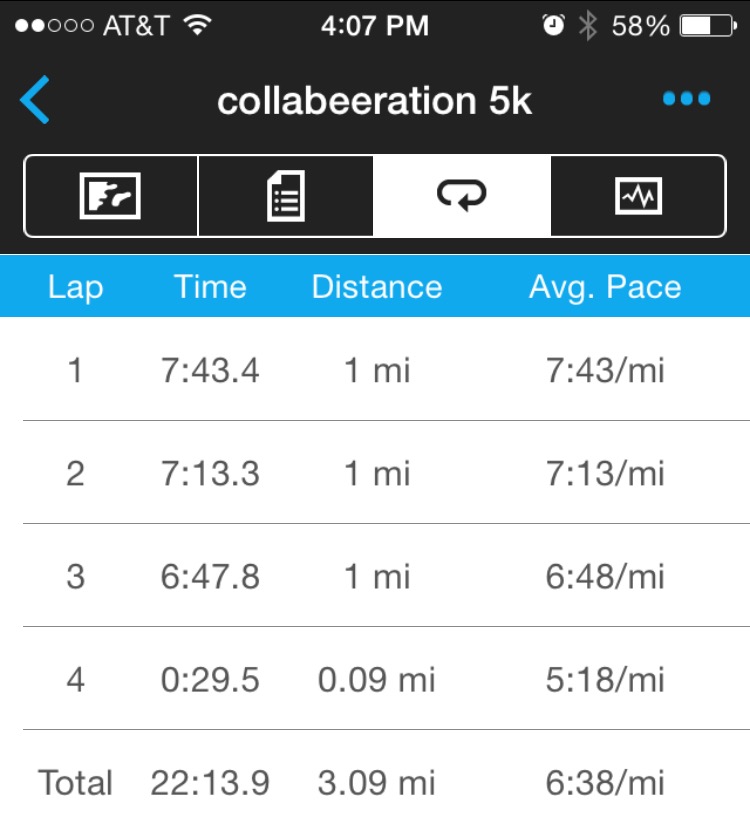 AT&T 4:07 PM 58%
collabeeration 5k
Lap Time Distance Avg. Pace
1 7:43.4 1 mi 7:43/mi
2 7:13.3 1 mi 7:13/mi
3 6:47.8 1 mi 6:48/mi
4 0:29.5 0.09 mi 5:18/mi
Total 22:13.9 3.09 mi 6:38/mi